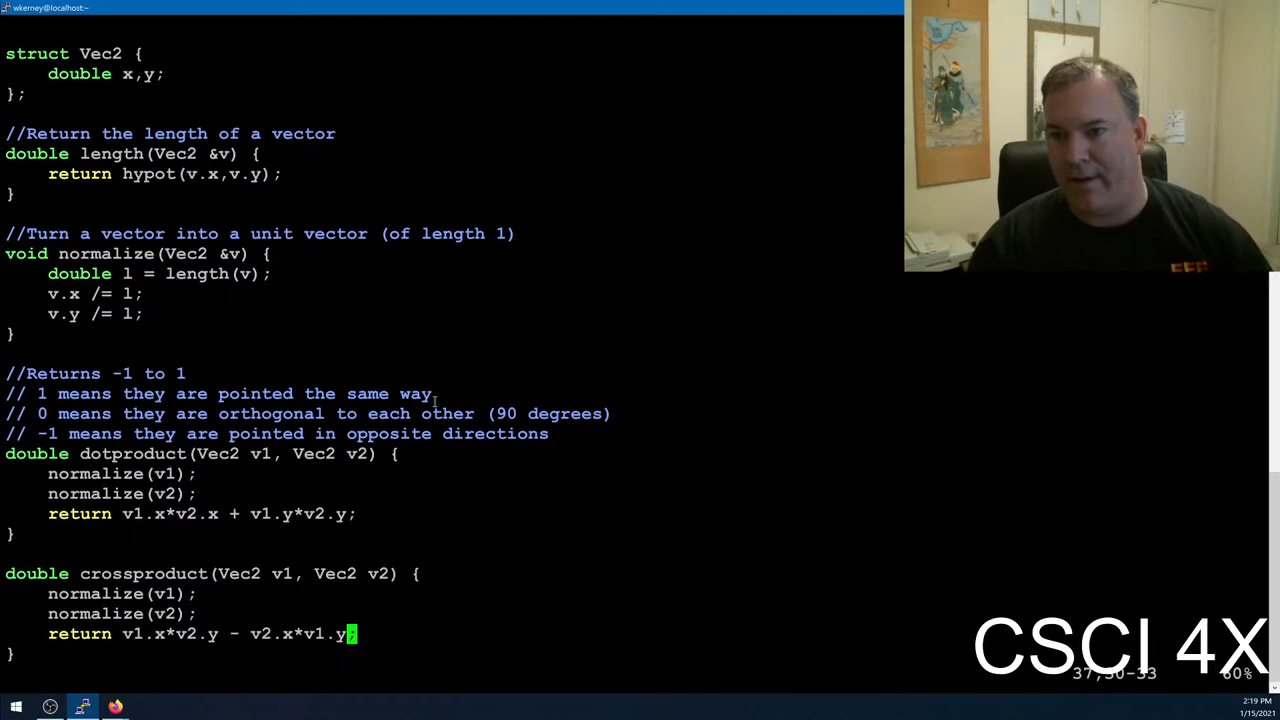 wkerney@localhost:~
struct Vec2 {
    double x,y;
};
//Return the length of a vector
double length(Vec2 &v) {
    return hypot(v.x,v.y);
}
//Turn a vector into a unit vector (of length 1)
void normalize(Vec2 &v) {
    double l = length(v);
    v.x /= l;
    v.y /= l;
}
//Returns -1 to 1
// 1 means they are pointed the same way
// 0 means they are orthogonal to each other (90 degrees)
// -1 means they are pointed in opposite directions
double dotproduct(Vec2 v1, Vec2 v2) {
    normalize(v1);
    normalize(v2);
    return v1.x*v2.x + v1.y*v2.y;
}
double crossproduct(Vec2 v1, Vec2 v2) {
    normalize(v1);
    normalize(v2);
    return v1.x*v2.y - v2.x*v1.y;
}
CSCI 4X
60%
2:19 PM
1/15/2021